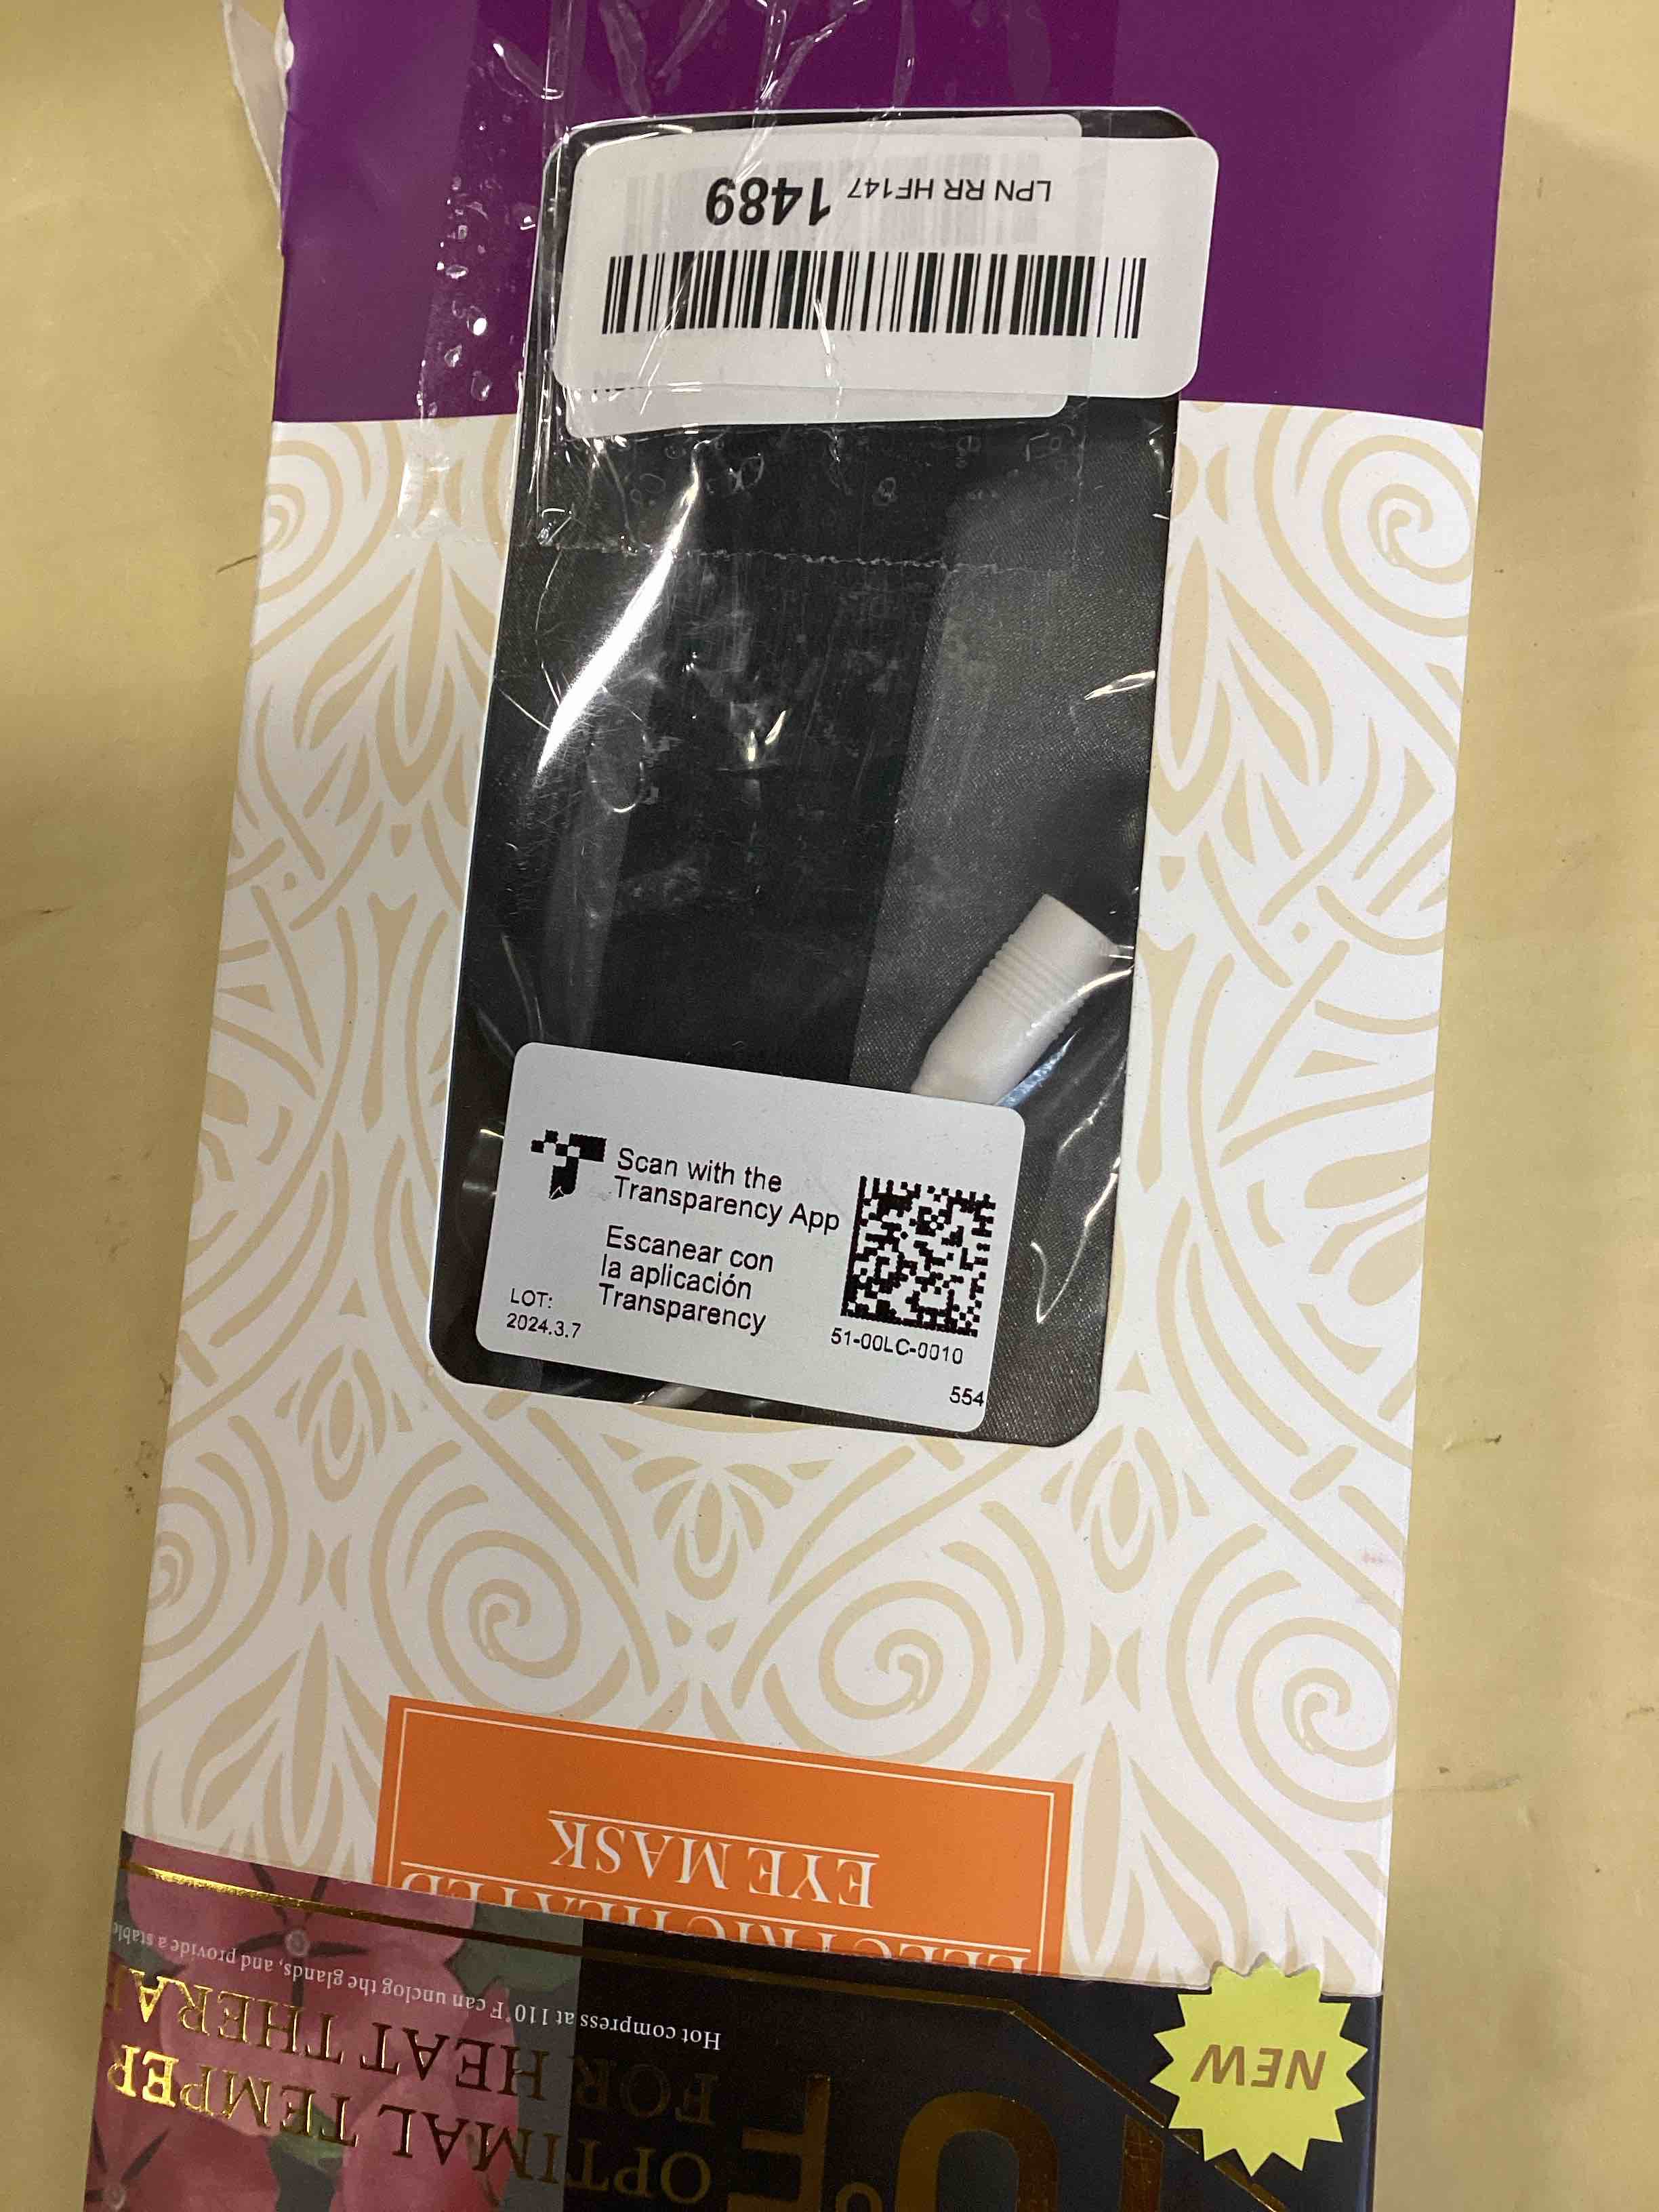 LPN RR HF147 1489
Scan with the
Transparency App
Escanear con
la aplicación
Transparency
LOT:
2024.3.7
51-00LC-0010
554
ELECTRIC HEATED
EYE MASK
NEW
°F
OPTIMAL
FOR HEAT
Hot compress at 110°F can unclog the glands, and provide a stable